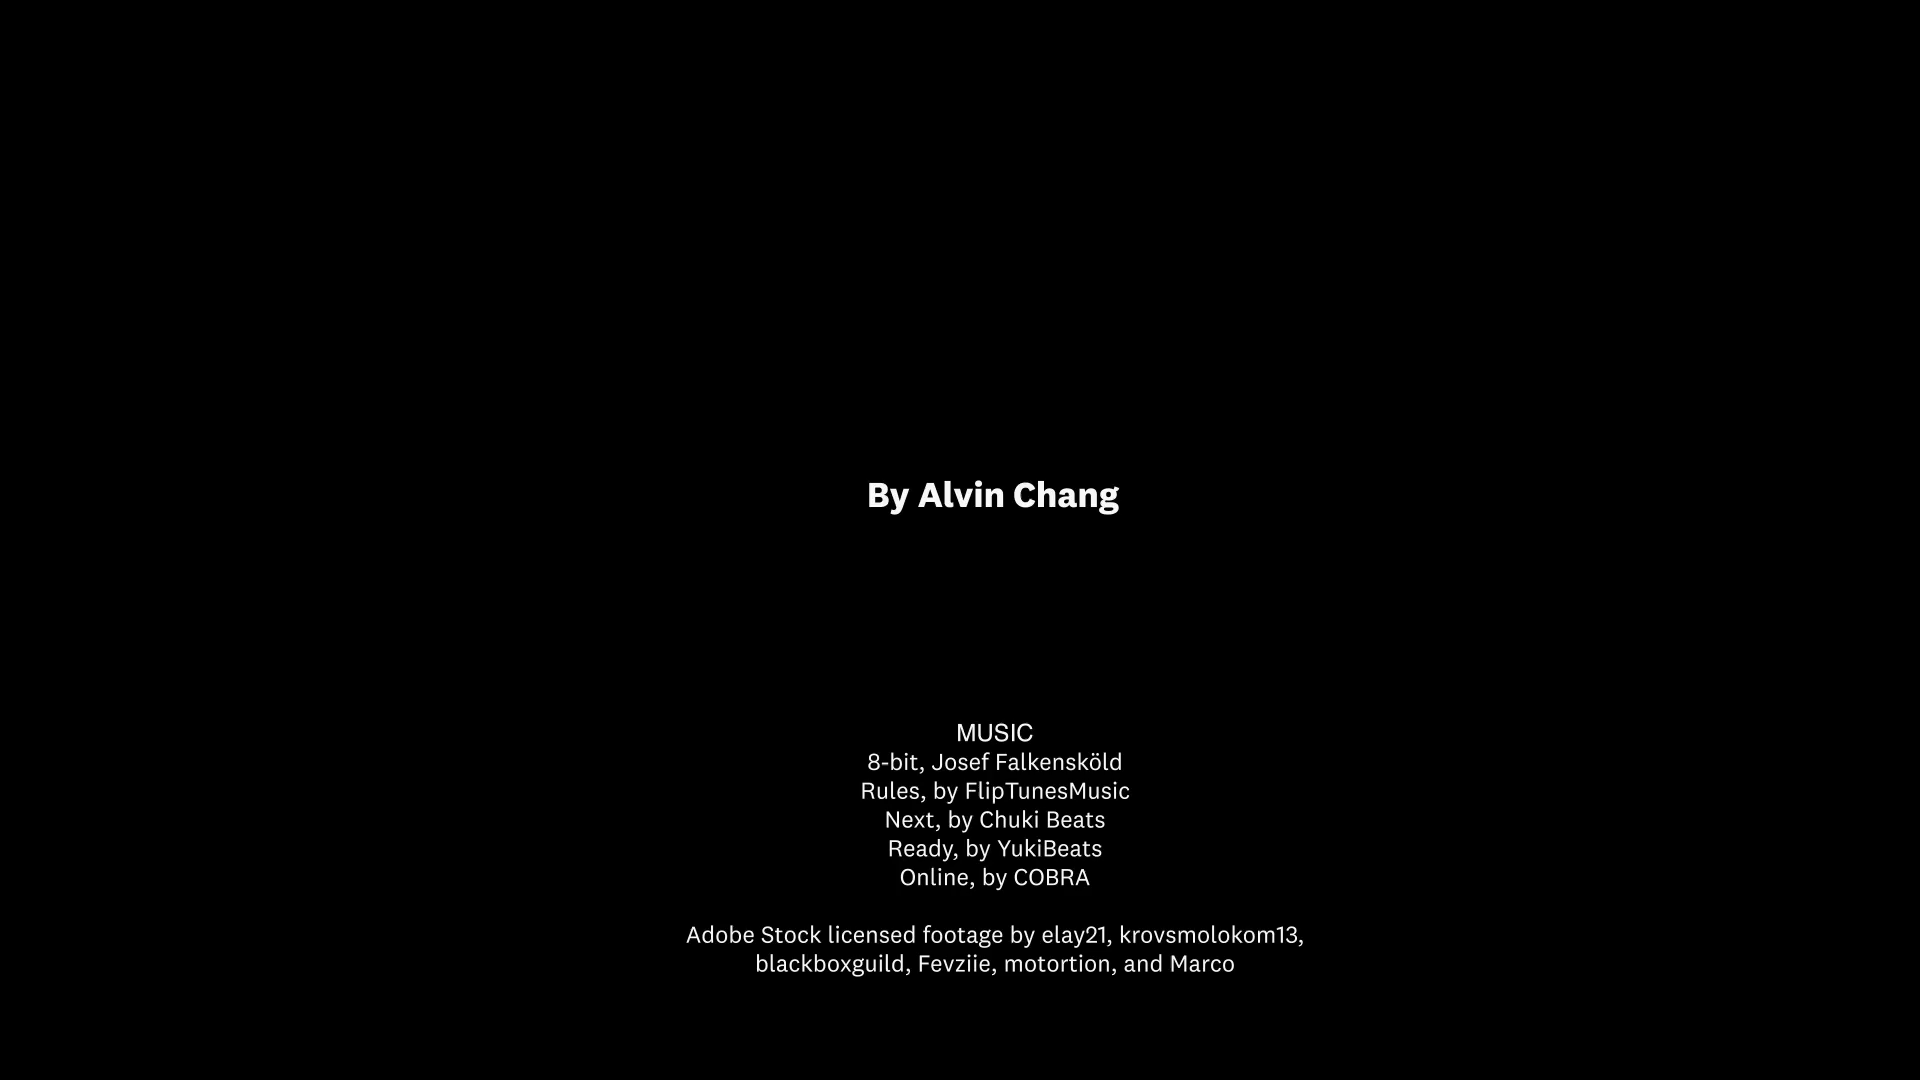 By Alvin Chang
MUSIC
8-bit, Josef Falkensköld
Rules, by FlipTunesMusic
Next, by Chuki Beats
Ready, by YukiBeats
Online, by COBRA
Adobe Stock licensed footage by elay21, krovsmolokom13,
blackboxguild, Fevziie, motortion, and Marco